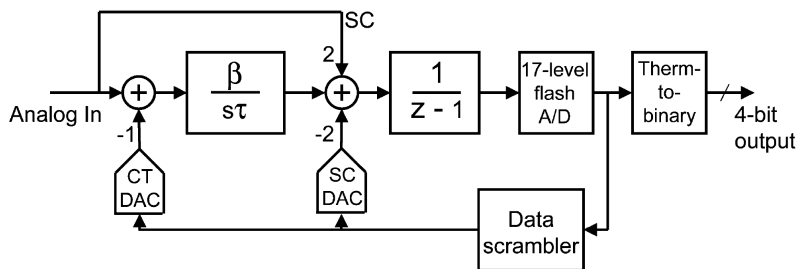 SC
2
β
sτ
1
z - 1
17-level
flash
A/D
Therm-
to-
binary
Analog In
-1
-2
4-bit
output
CT
DAC
SC
DAC
Data
scrambler